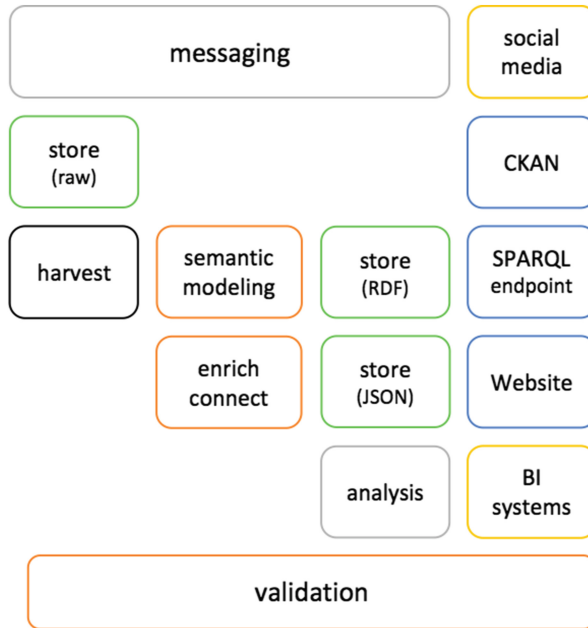 messaging
social
media
store
(raw)
CKAN
harvest
semantic
modeling
store
(RDF)
SPARQL
endpoint
enrich
connect
store
(JSON)
Website
analysis
BI
systems
validation